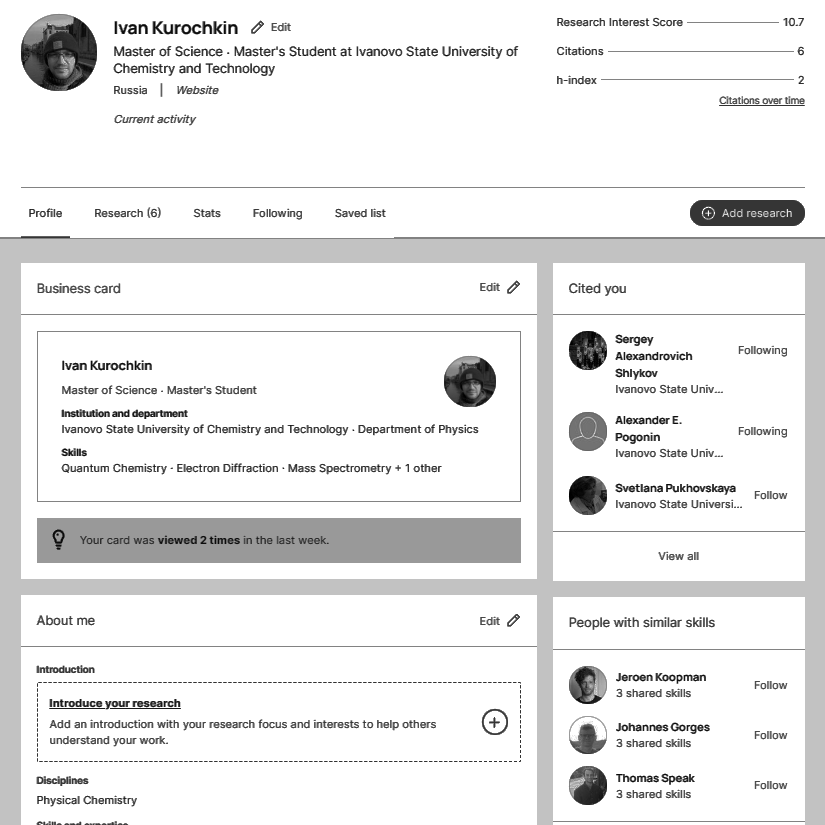 Ivan Kurochkin Edit
Master of Science · Master's Student at Ivanovo State University of
Chemistry and Technology
Russia | Website
Current activity
Research Interest Score 10.7
Citations 6
h-index 2
Citations over time
Profile Research (6) Stats Following Saved list
Add research
Business card Edit
Ivan Kurochkin
Master of Science · Master's Student
Institution and department
Ivanovo State University of Chemistry and Technology · Department of Physics
Skills
Quantum Chemistry · Electron Diffraction · Mass Spectrometry + 1 other
Your card was viewed 2 times in the last week.
About me Edit
Introduction
Introduce your research
Add an introduction with your research focus and interests to help others
understand your work.
Disciplines
Physical Chemistry
Skills and expertise
Cited you
Sergey
Alexandrovich
Shlykov
Ivanovo State Univ...
Following
Alexander E.
Pogonin
Ivanovo State Univ...
Following
Svetlana Pukhovskaya
Ivanovo State Universi...
Follow
View all
People with similar skills
Jeroen Koopman
3 shared skills
Follow
Johannes Gorges
3 shared skills
Follow
Thomas Speak
3 shared skills
Follow